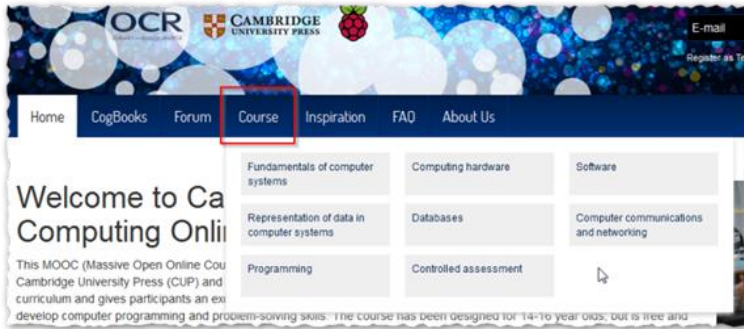 OCR
CAMBRIDGE
UNIVERSITY PRESS
E-mail
Register as Te
Home CogBooks Forum Course Inspiration FAQ About Us
Fundamentals of computer
systems
Computing hardware
Software
Representation of data in
computer systems
Databases
Computer communications
and networking
Programming
Controlled assessment
Welcome to Ca
Computing Onli
This MOOC (Massive Open Online Cou
Cambridge University Press (CUP) and
curriculum and gives participants an ex
develop computer programming and problem-solving skills. The course has been designed for 14-16 year olds, but is free and